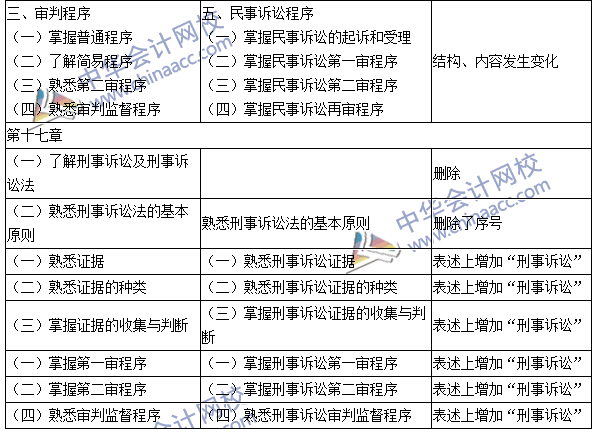 三、审判程序
（一）掌握普通程序
（二）了解简易程序
（三）熟悉第二审程序
（四）熟悉审判监督程序
五、民事诉讼程序
（一）掌握民事诉讼的起诉和受理
（二）掌握民事诉讼第一审程序
（三）掌握民事诉讼第二审程序
（四）掌握民事诉讼再审程序
结构、内容发生变化
第十七章
（一）了解刑事诉讼及刑事诉
讼法
删除
（二）熟悉刑事诉讼法的基本
原则
熟悉刑事诉讼法的基本原则
删除了序号
（一）熟悉证据
（一）熟悉刑事诉讼证据
表述上增加“刑事诉讼”
（二）熟悉证据的种类
（二）熟悉刑事诉讼证据的种类
表述上增加“刑事诉讼”
（三）掌握证据的收集与判断
（三）掌握刑事诉讼证据的收集与判
断
表述上增加“刑事诉讼”
（一）掌握第一审程序
（一）掌握刑事诉讼第一审程序
表述上增加“刑事诉讼”
（二）掌握第二审程序
（二）掌握刑事诉讼第二审程序
表述上增加“刑事诉讼”
（四）熟悉审判监督程序
（四）熟悉刑事诉讼审判监督程序
表述上增加“刑事诉讼”
中华会计网校
www.chinaacc.com
中华会计网校
www.chinaacc.com
会计网校